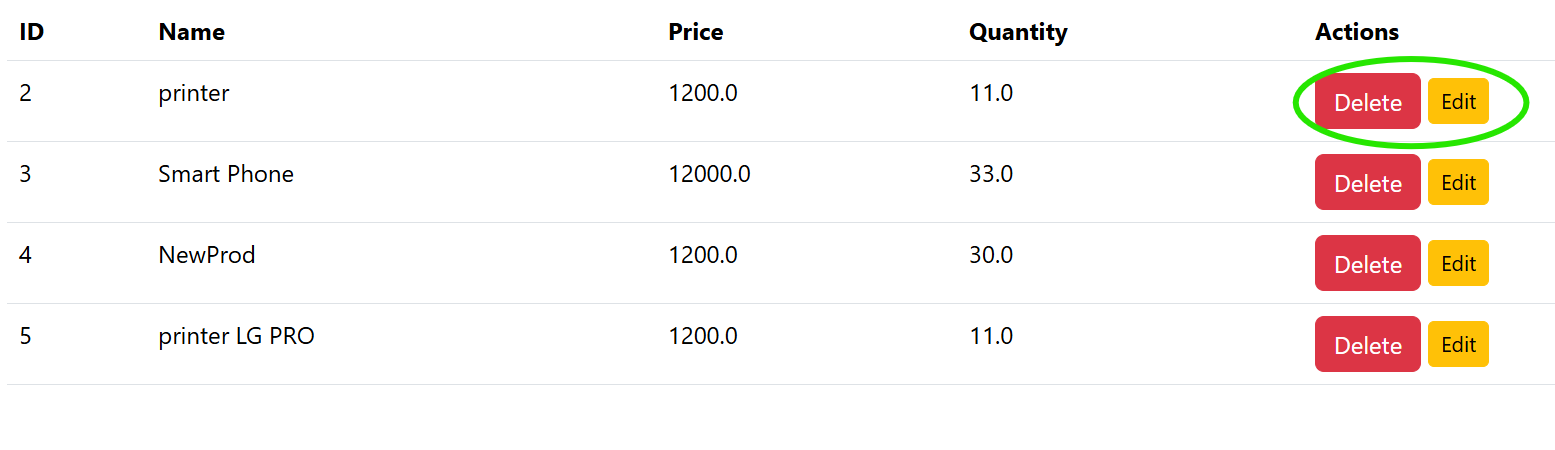 ID Name Price Quantity Actions
2 printer 1200.0 11.0 Delete Edit
3 Smart Phone 12000.0 33.0 Delete Edit
4 NewProd 1200.0 30.0 Delete Edit
5 printer LG PRO 1200.0 11.0 Delete Edit